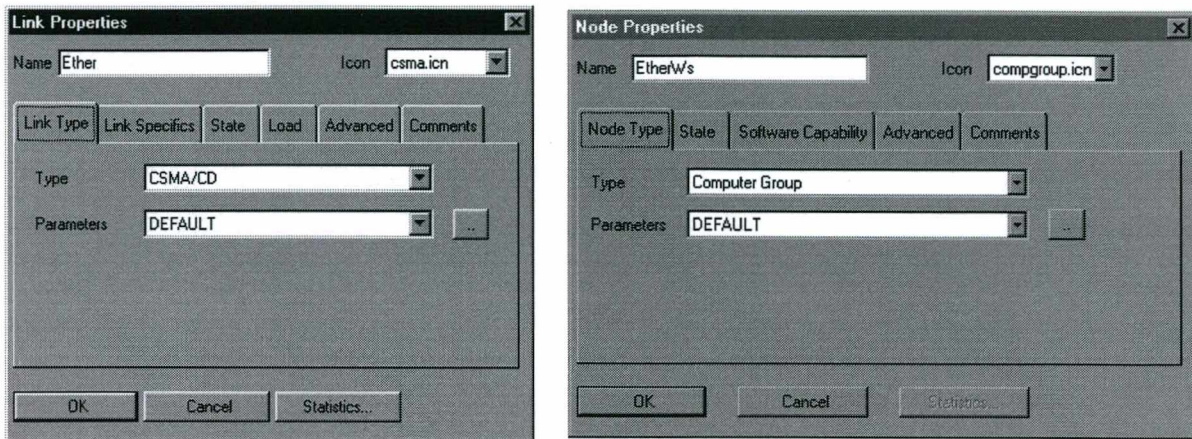 Link Properties
Name Ether Icon csma.icn
Link Type Link Specifics State Load Advanced Comments
Type CSMA/CD
Parameters DEFAULT ..
OK Cancel Statistics...
Node Properties
Name EtherWs Icon compgroup.icn
Node Type State Software Capability Advanced Comments
Type Computer Group
Parameters DEFAULT ..
OK Cancel Statistics...